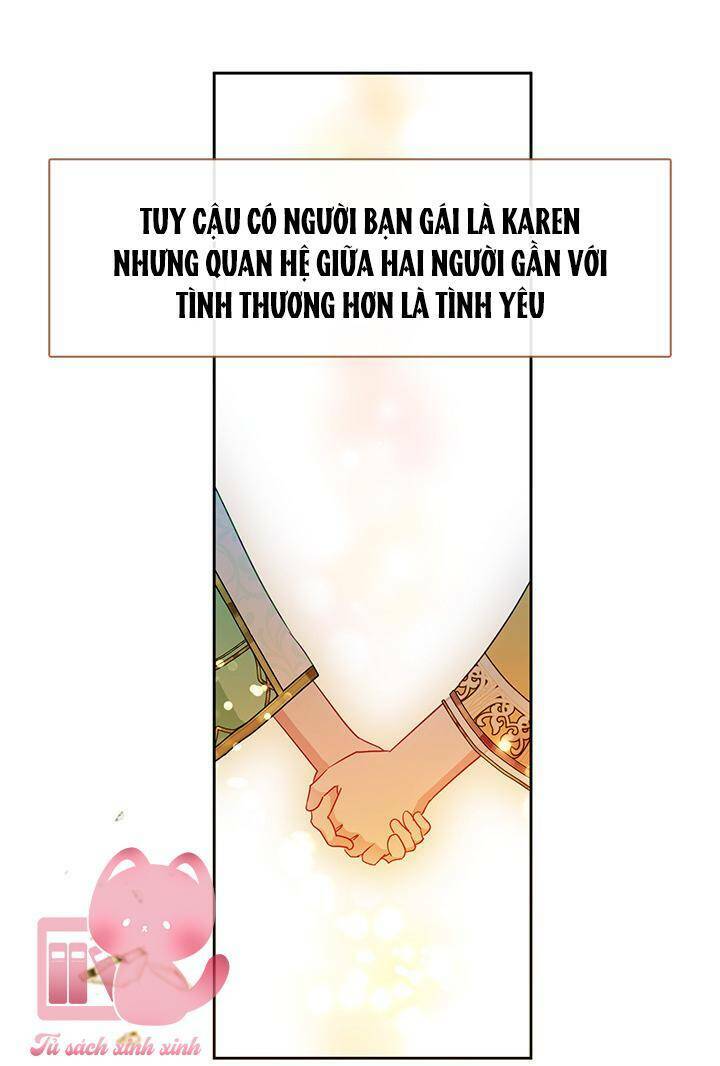 TUY CẬU CÓ NGƯỜI BẠN GÁI LÀ KAREN
NHƯNG QUAN HỆ GIỮA HAI NGƯỜI GẦN VỚI
TÌNH THƯƠNG HƠN LÀ TÌNH YÊU
Tủ sách xinh xinh